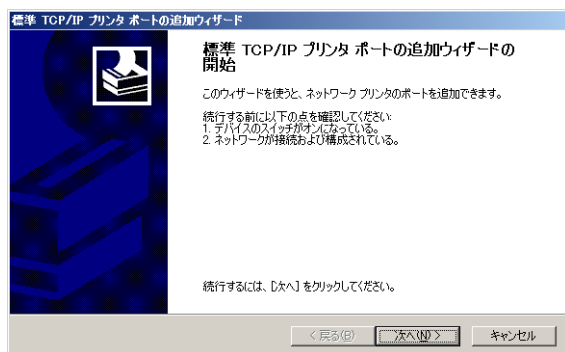 標準 TCP/IP プリンタ ポートの追加ウィザード
標準 TCP/IP プリンタ ポートの追加ウィザードの
開始
このウィザードを使うと、ネットワーク プリンタのポートを追加できます。
続行する前に以下の点を確認してください:
1. デバイスのスイッチがオンになっている。
2. ネットワークが接続および構成されている。
続行するには、[次へ] をクリックしてください。
< 戻る(B) 次へ(N) > キャンセル